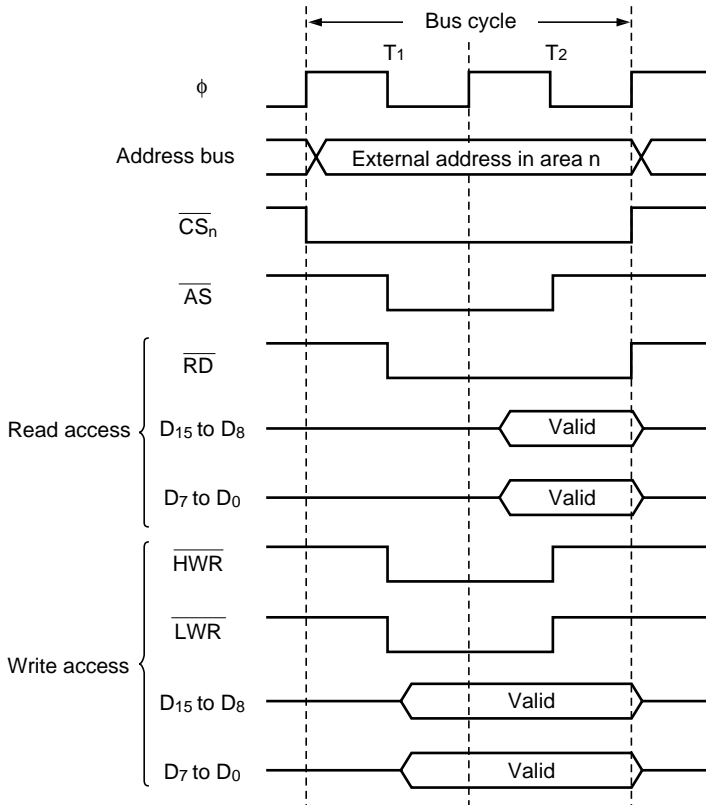 Bus cycle
T1 T2
ϕ
Address bus External address in area n
CSn
AS
RD
Read access D15 to D8 Valid
D7 to D0 Valid
HWR
LWR
Write access
D15 to D8 Valid
D7 to D0 Valid